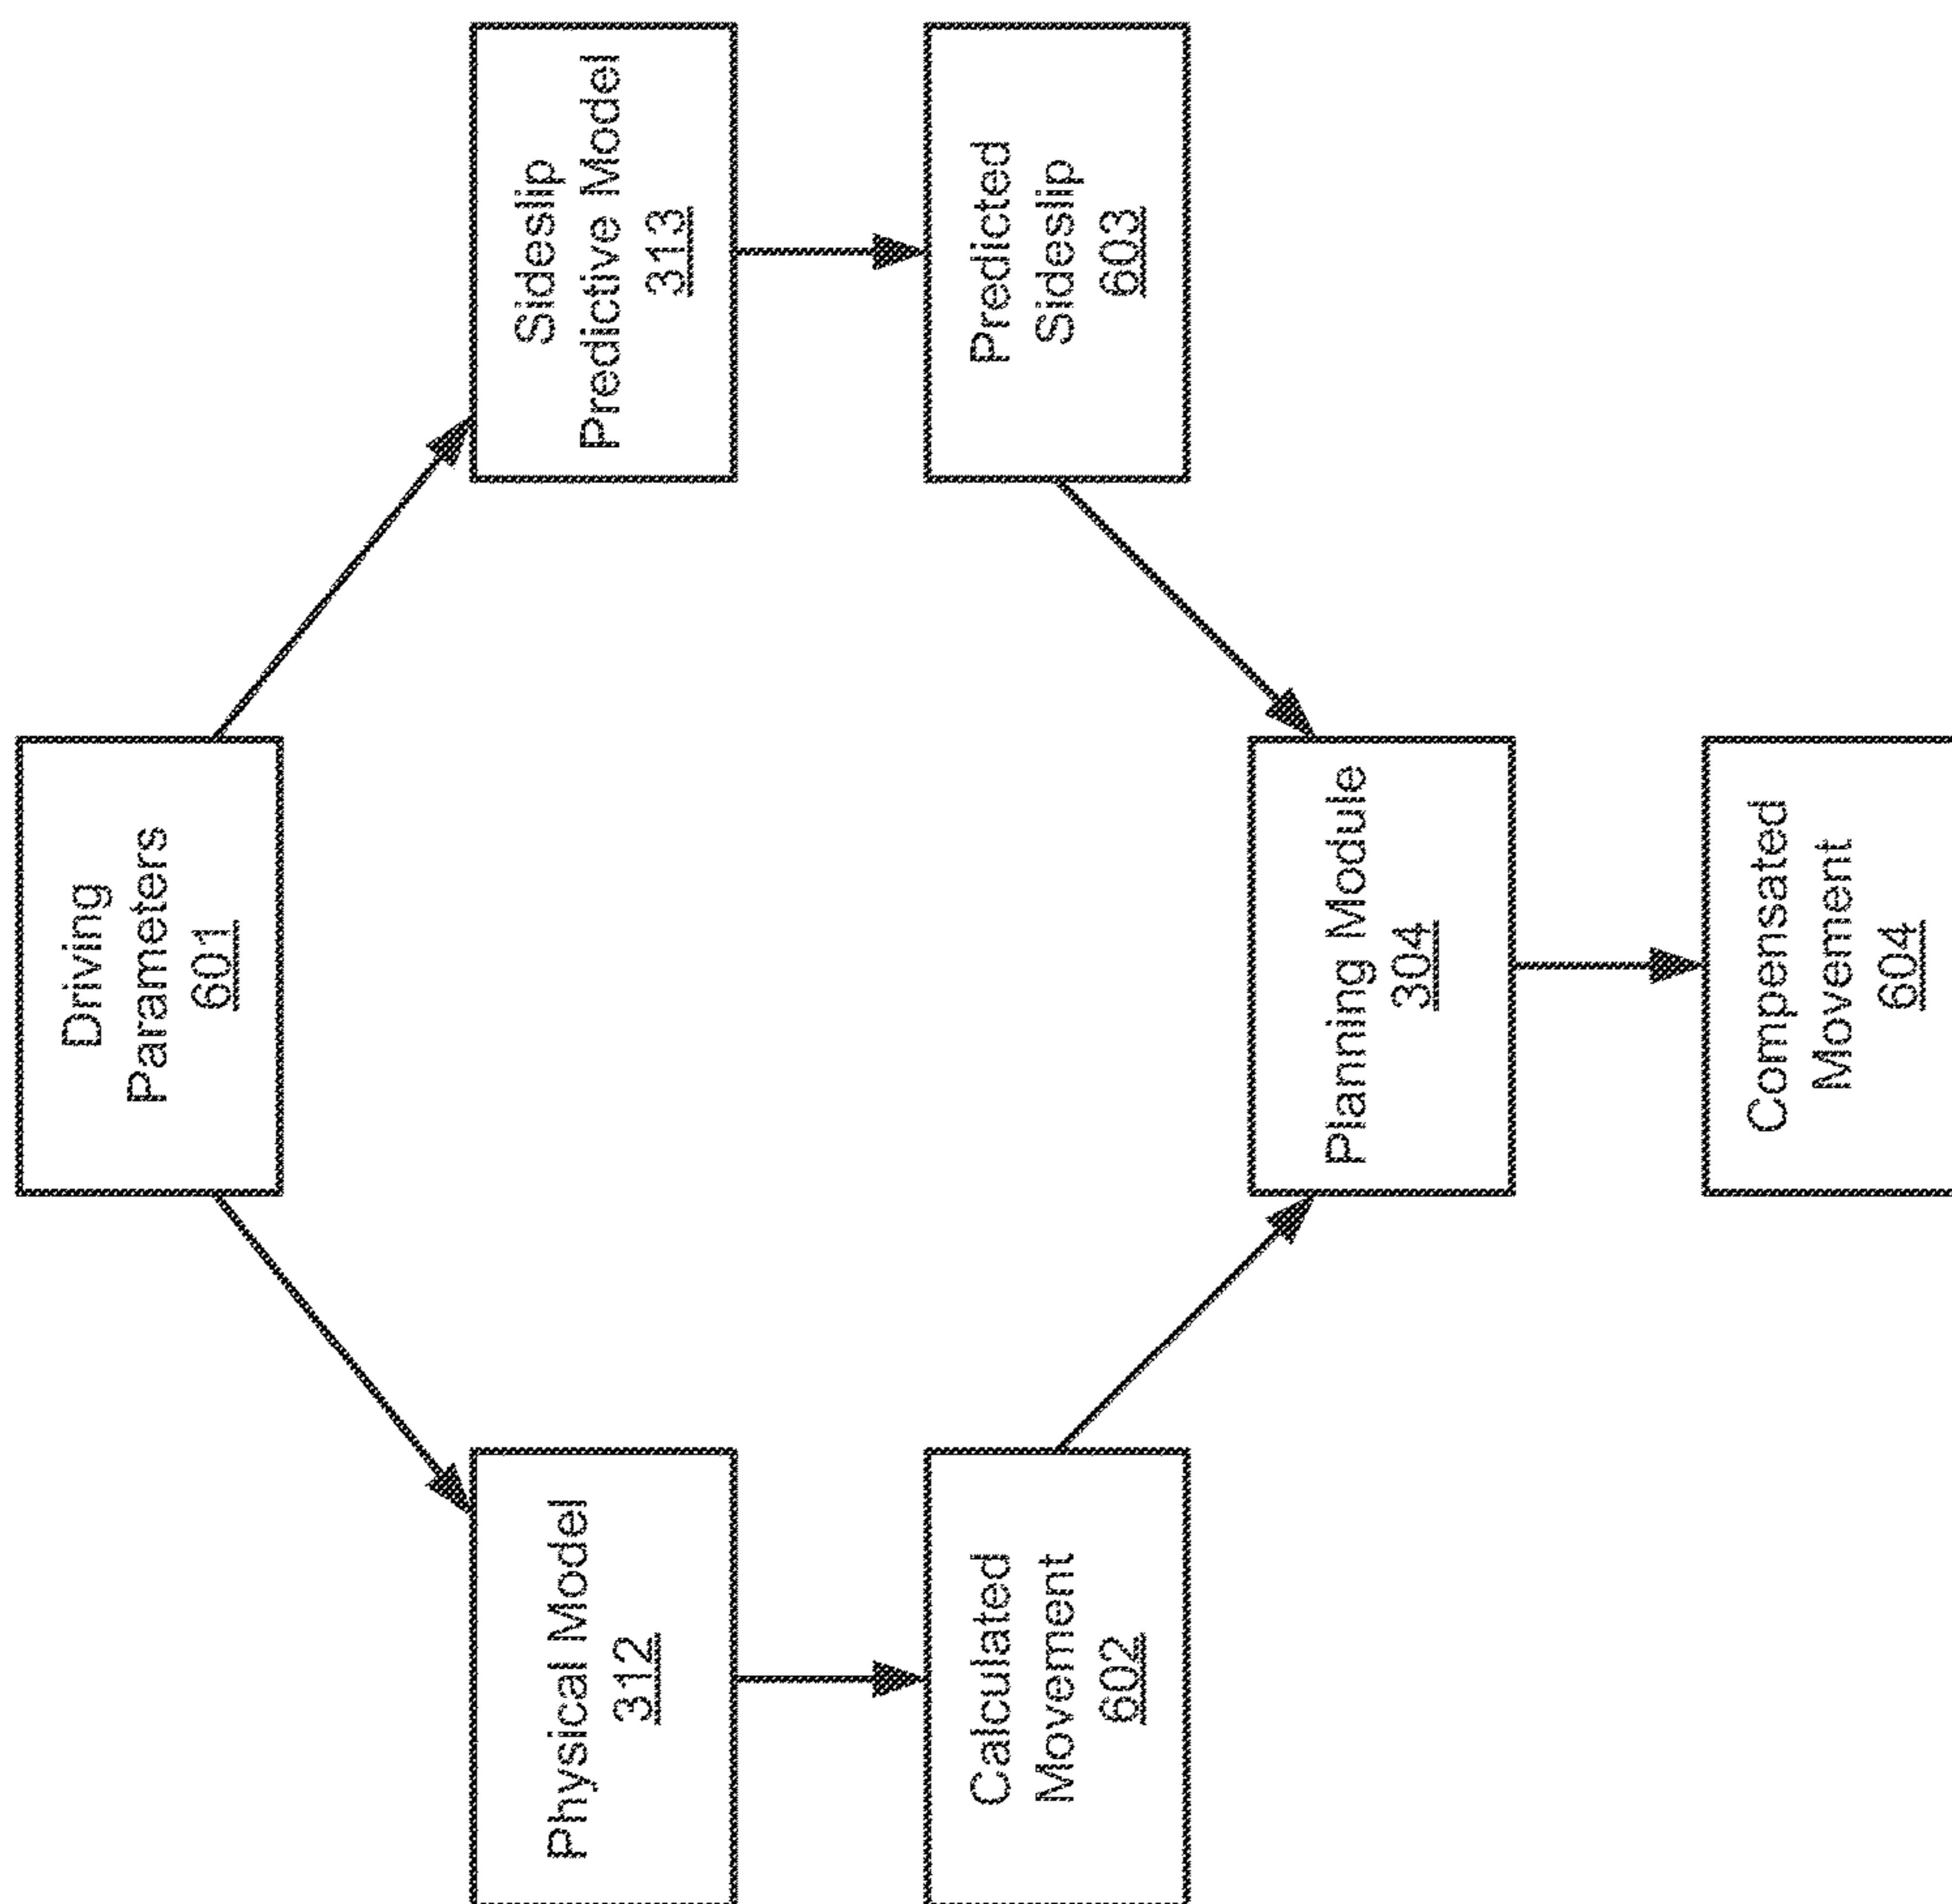 Driving
Parameters
601
Physical Model
312
Sideslip
Predictive Model
313
Calculated
Movement
602
Predicted
Sideslip
603
Planning Module
304
Compensated
Movement
604